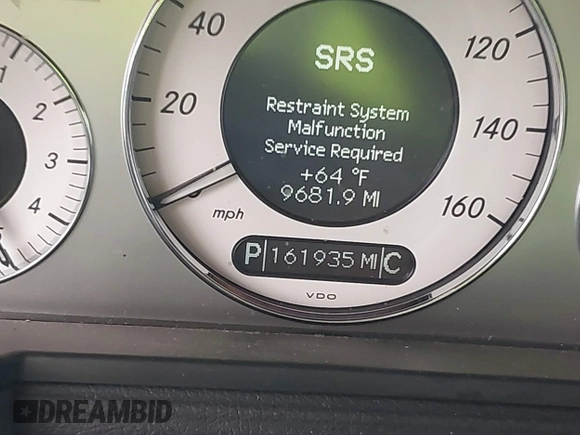 40
20
120
140
160
SRS
Restraint System
Malfunction
Service Required
+64 °F
9681.9 MI
mph
P 161935 MI C
VDO
1
2
3
4
DREAMBID